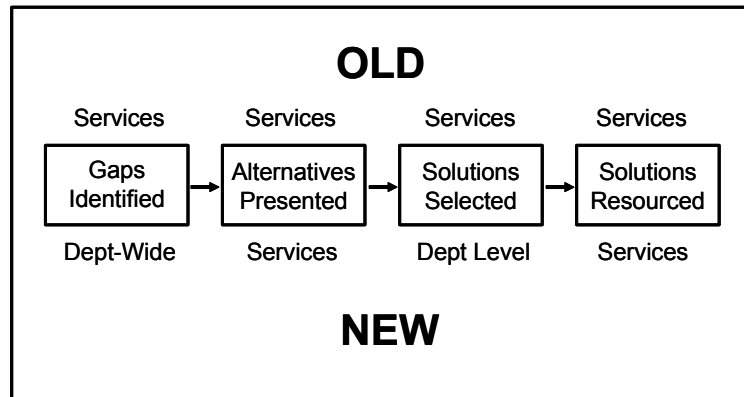 OLD
Services Services Services Services
Gaps Alternatives Solutions Solutions
Identified Presented Selected Resourced
Dept-Wide Services Dept Level Services
NEW